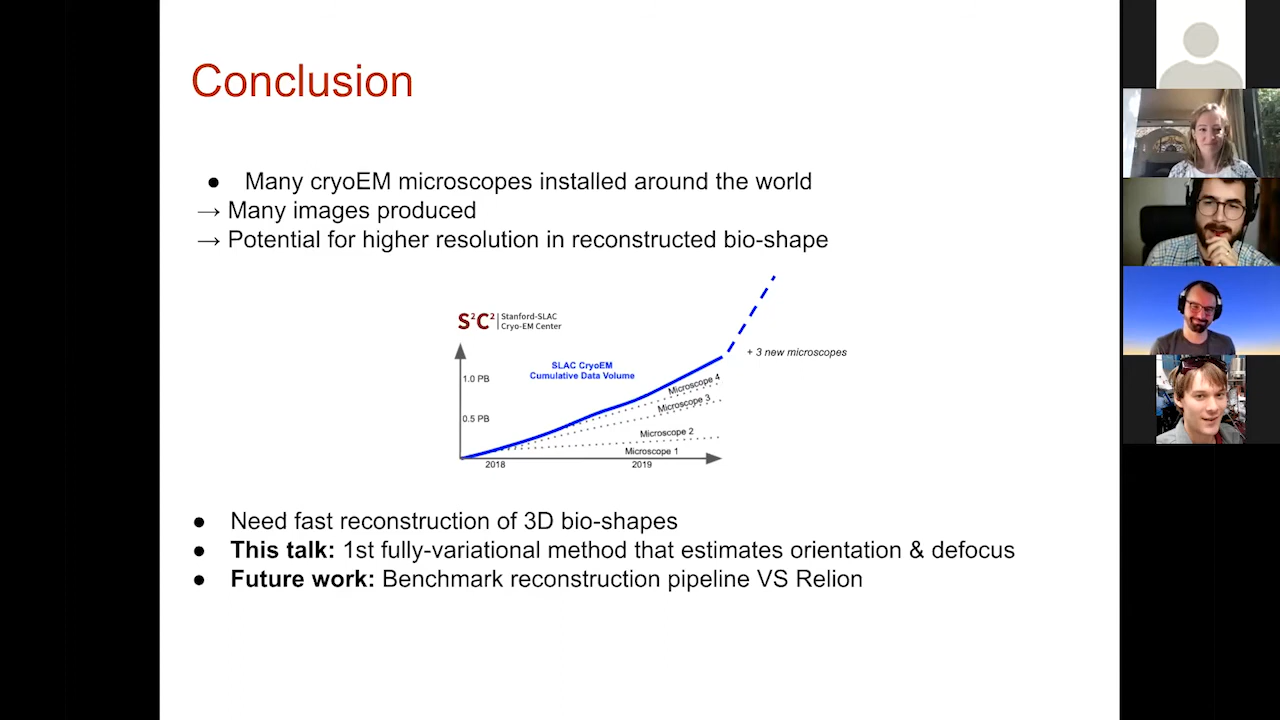 Conclusion
● Many cryoEM microscopes installed around the world
→ Many images produced
→ Potential for higher resolution in reconstructed bio-shape
S²C² Stanford-SLAC
Cryo-EM Center
+ 3 new microscopes
SLAC CryoEM
Cumulative Data Volume
1.0 PB
0.5 PB
Microscope 4
Microscope 3
Microscope 2
Microscope 1
2018
2019
● Need fast reconstruction of 3D bio-shapes
● This talk: 1st fully-variational method that estimates orientation & defocus
● Future work: Benchmark reconstruction pipeline VS Relion